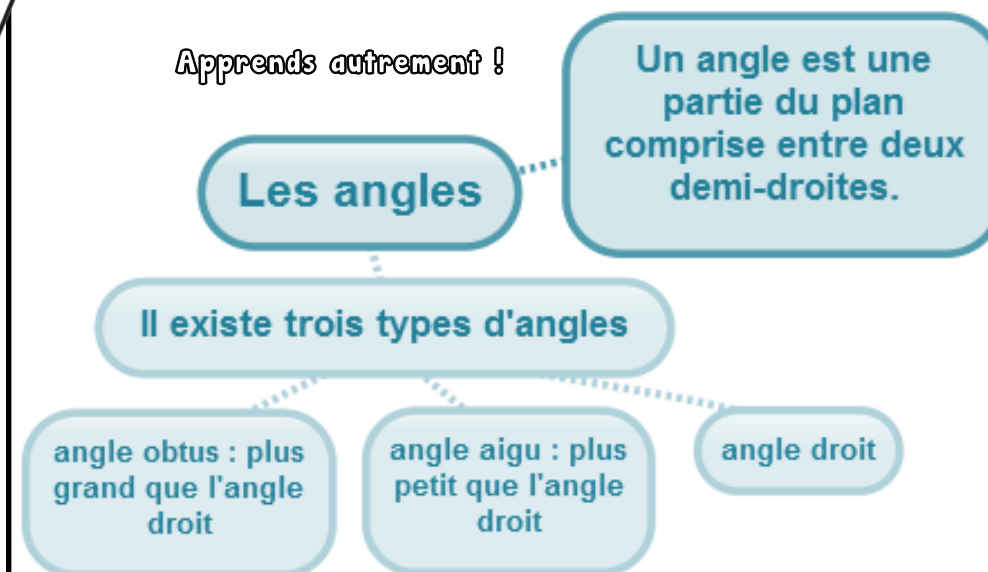 Apprends autrement !
Un angle est une
partie du plan
comprise entre deux
demi-droites.
Les angles
Il existe trois types d'angles
angle obtus : plus
grand que l'angle
droit
angle aigu : plus
petit que l'angle
droit
angle droit